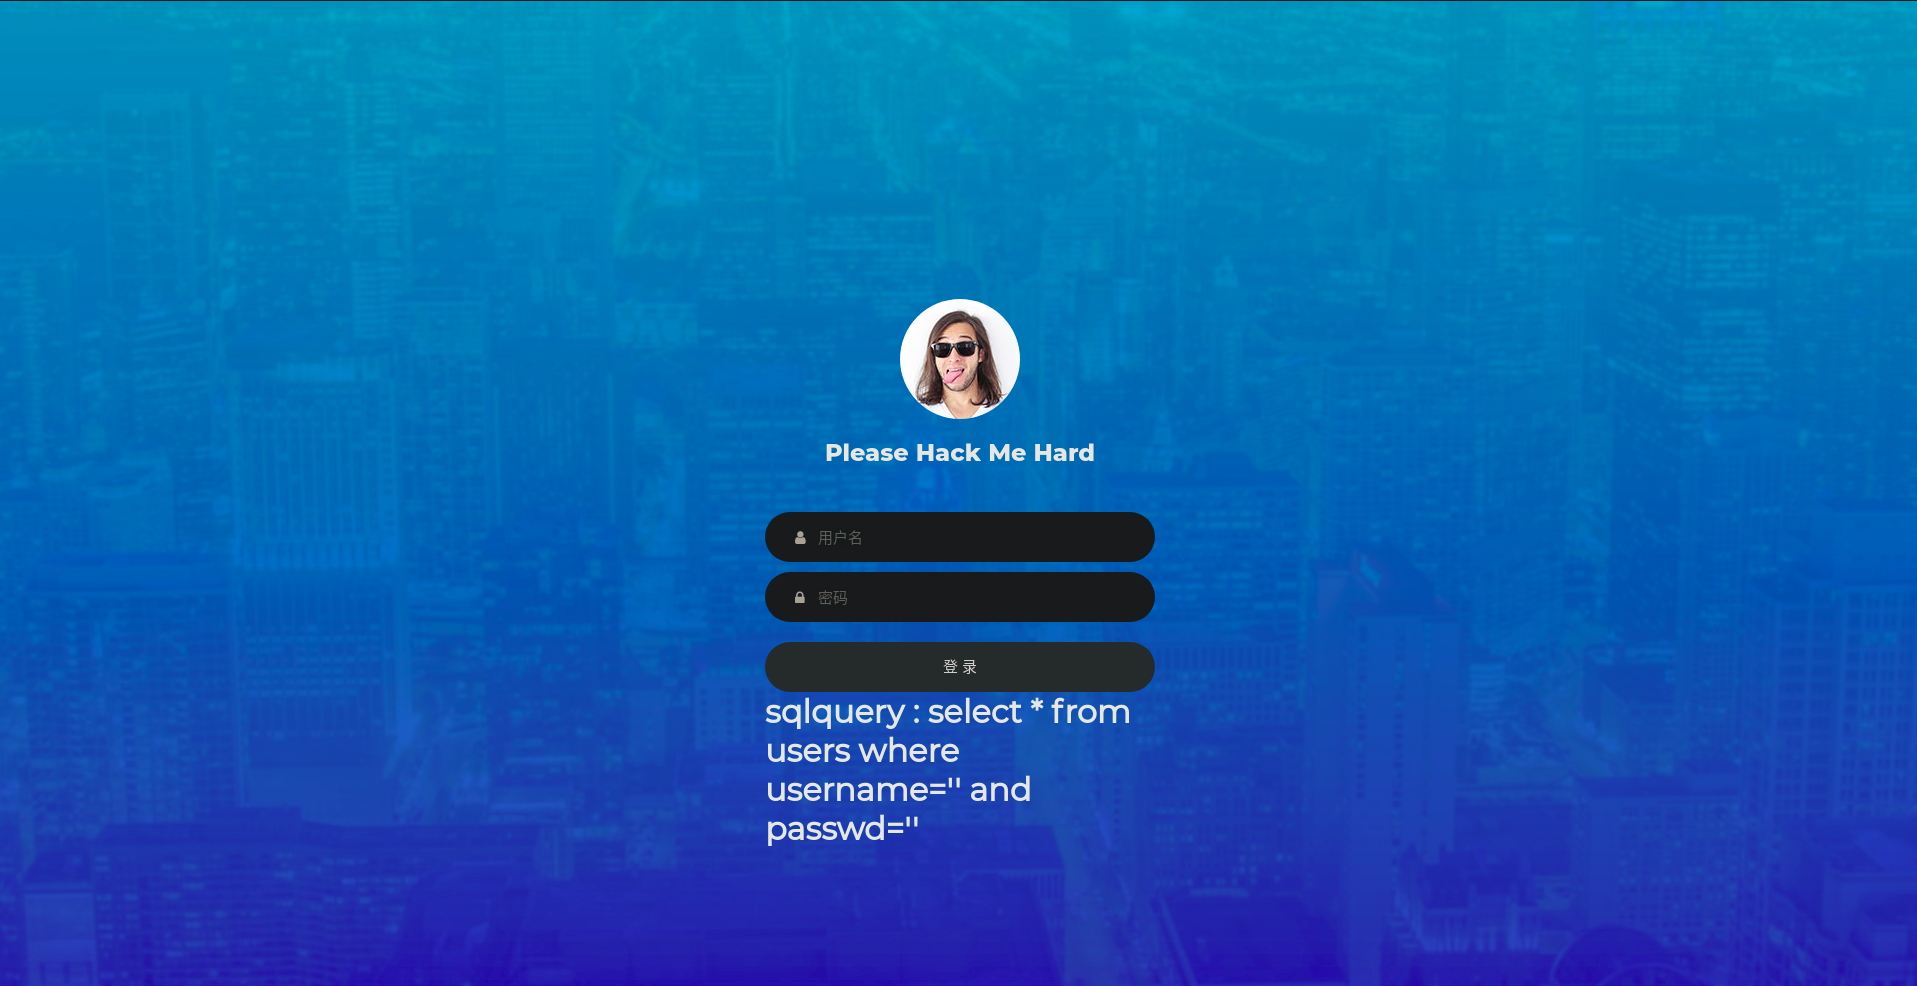 Please Hack Me Hard
用户名
密码
登 录
sqlquery : select * from
users where
username='' and
passwd=''